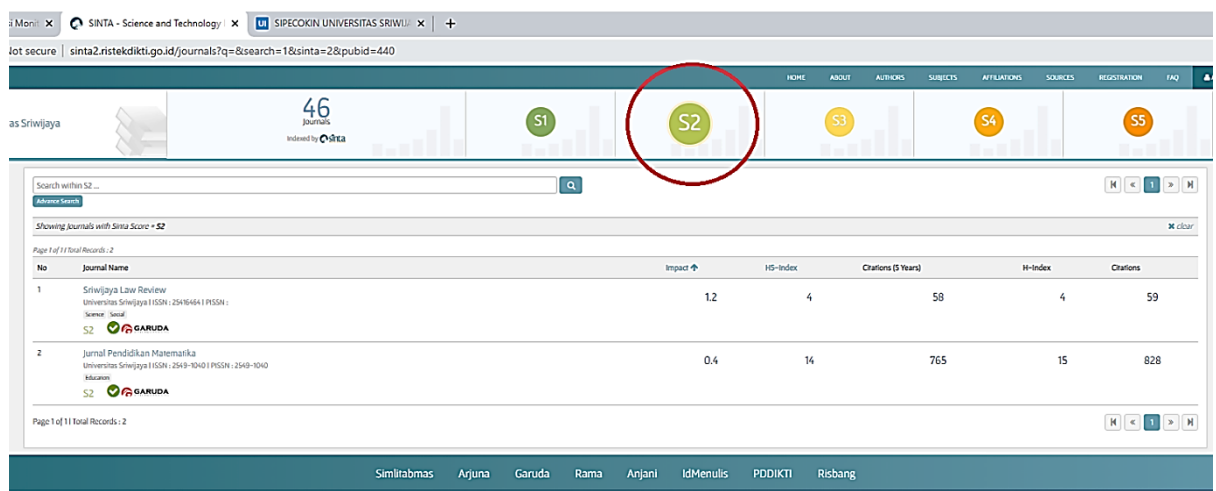 si Monit X SINTA - Science and Technology I X UI SIPECOKIN UNIVERSITAS SRIWIJA X +
Not secure | sinta2.ristekdikti.go.id/journals?q=&search=1&sinta=2&pubid=440
HOME ABOUT AUTHORS SUBJECTS AFFILIATIONS SOURCES REGISTRATION FAQ
as Sriwijaya
46
Journals
Indexed by sinta
S1
S2
S3
S4
S5
Search within S2 ...
Advance Search
« 1 »
Showing Journals with Sinta Score = S2
clear
Page 1 of 1 | Total Records : 2
No Journal Name Impact H5-Index Citations (5 Years) H-Index Citations
1 Sriwijaya Law Review 1.2 4 58 4 59
Universitas Sriwijaya | ISSN : 25416464 | PISSN :
Science Social
S2 GARUDA
2 Jurnal Pendidikan Matematika 0.4 14 765 15 828
Universitas Sriwijaya | ISSN : 2549-1040 | PISSN : 2549-1040
Education
S2 GARUDA
Page 1 of 1 | Total Records : 2
« 1 »
Simlitabmas Arjuna Garuda Rama Anjani IdMenulis PDDIKTI Risbang